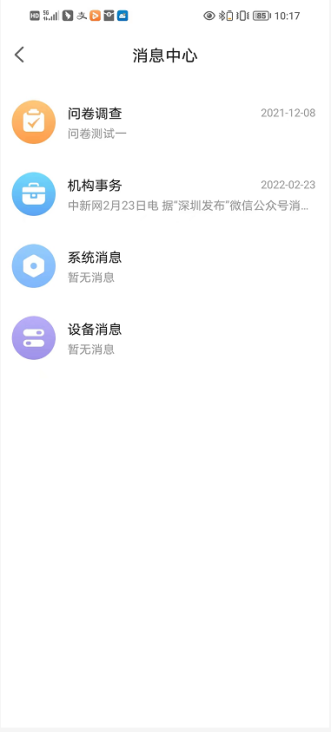 HD 5G 支 85 10:17
消息中心
问卷调查 2021-12-08
问卷测试一
机构事务 2022-02-23
中新网2月23日电 据“深圳发布”微信公众号消...
系统消息
暂无消息
设备消息
暂无消息